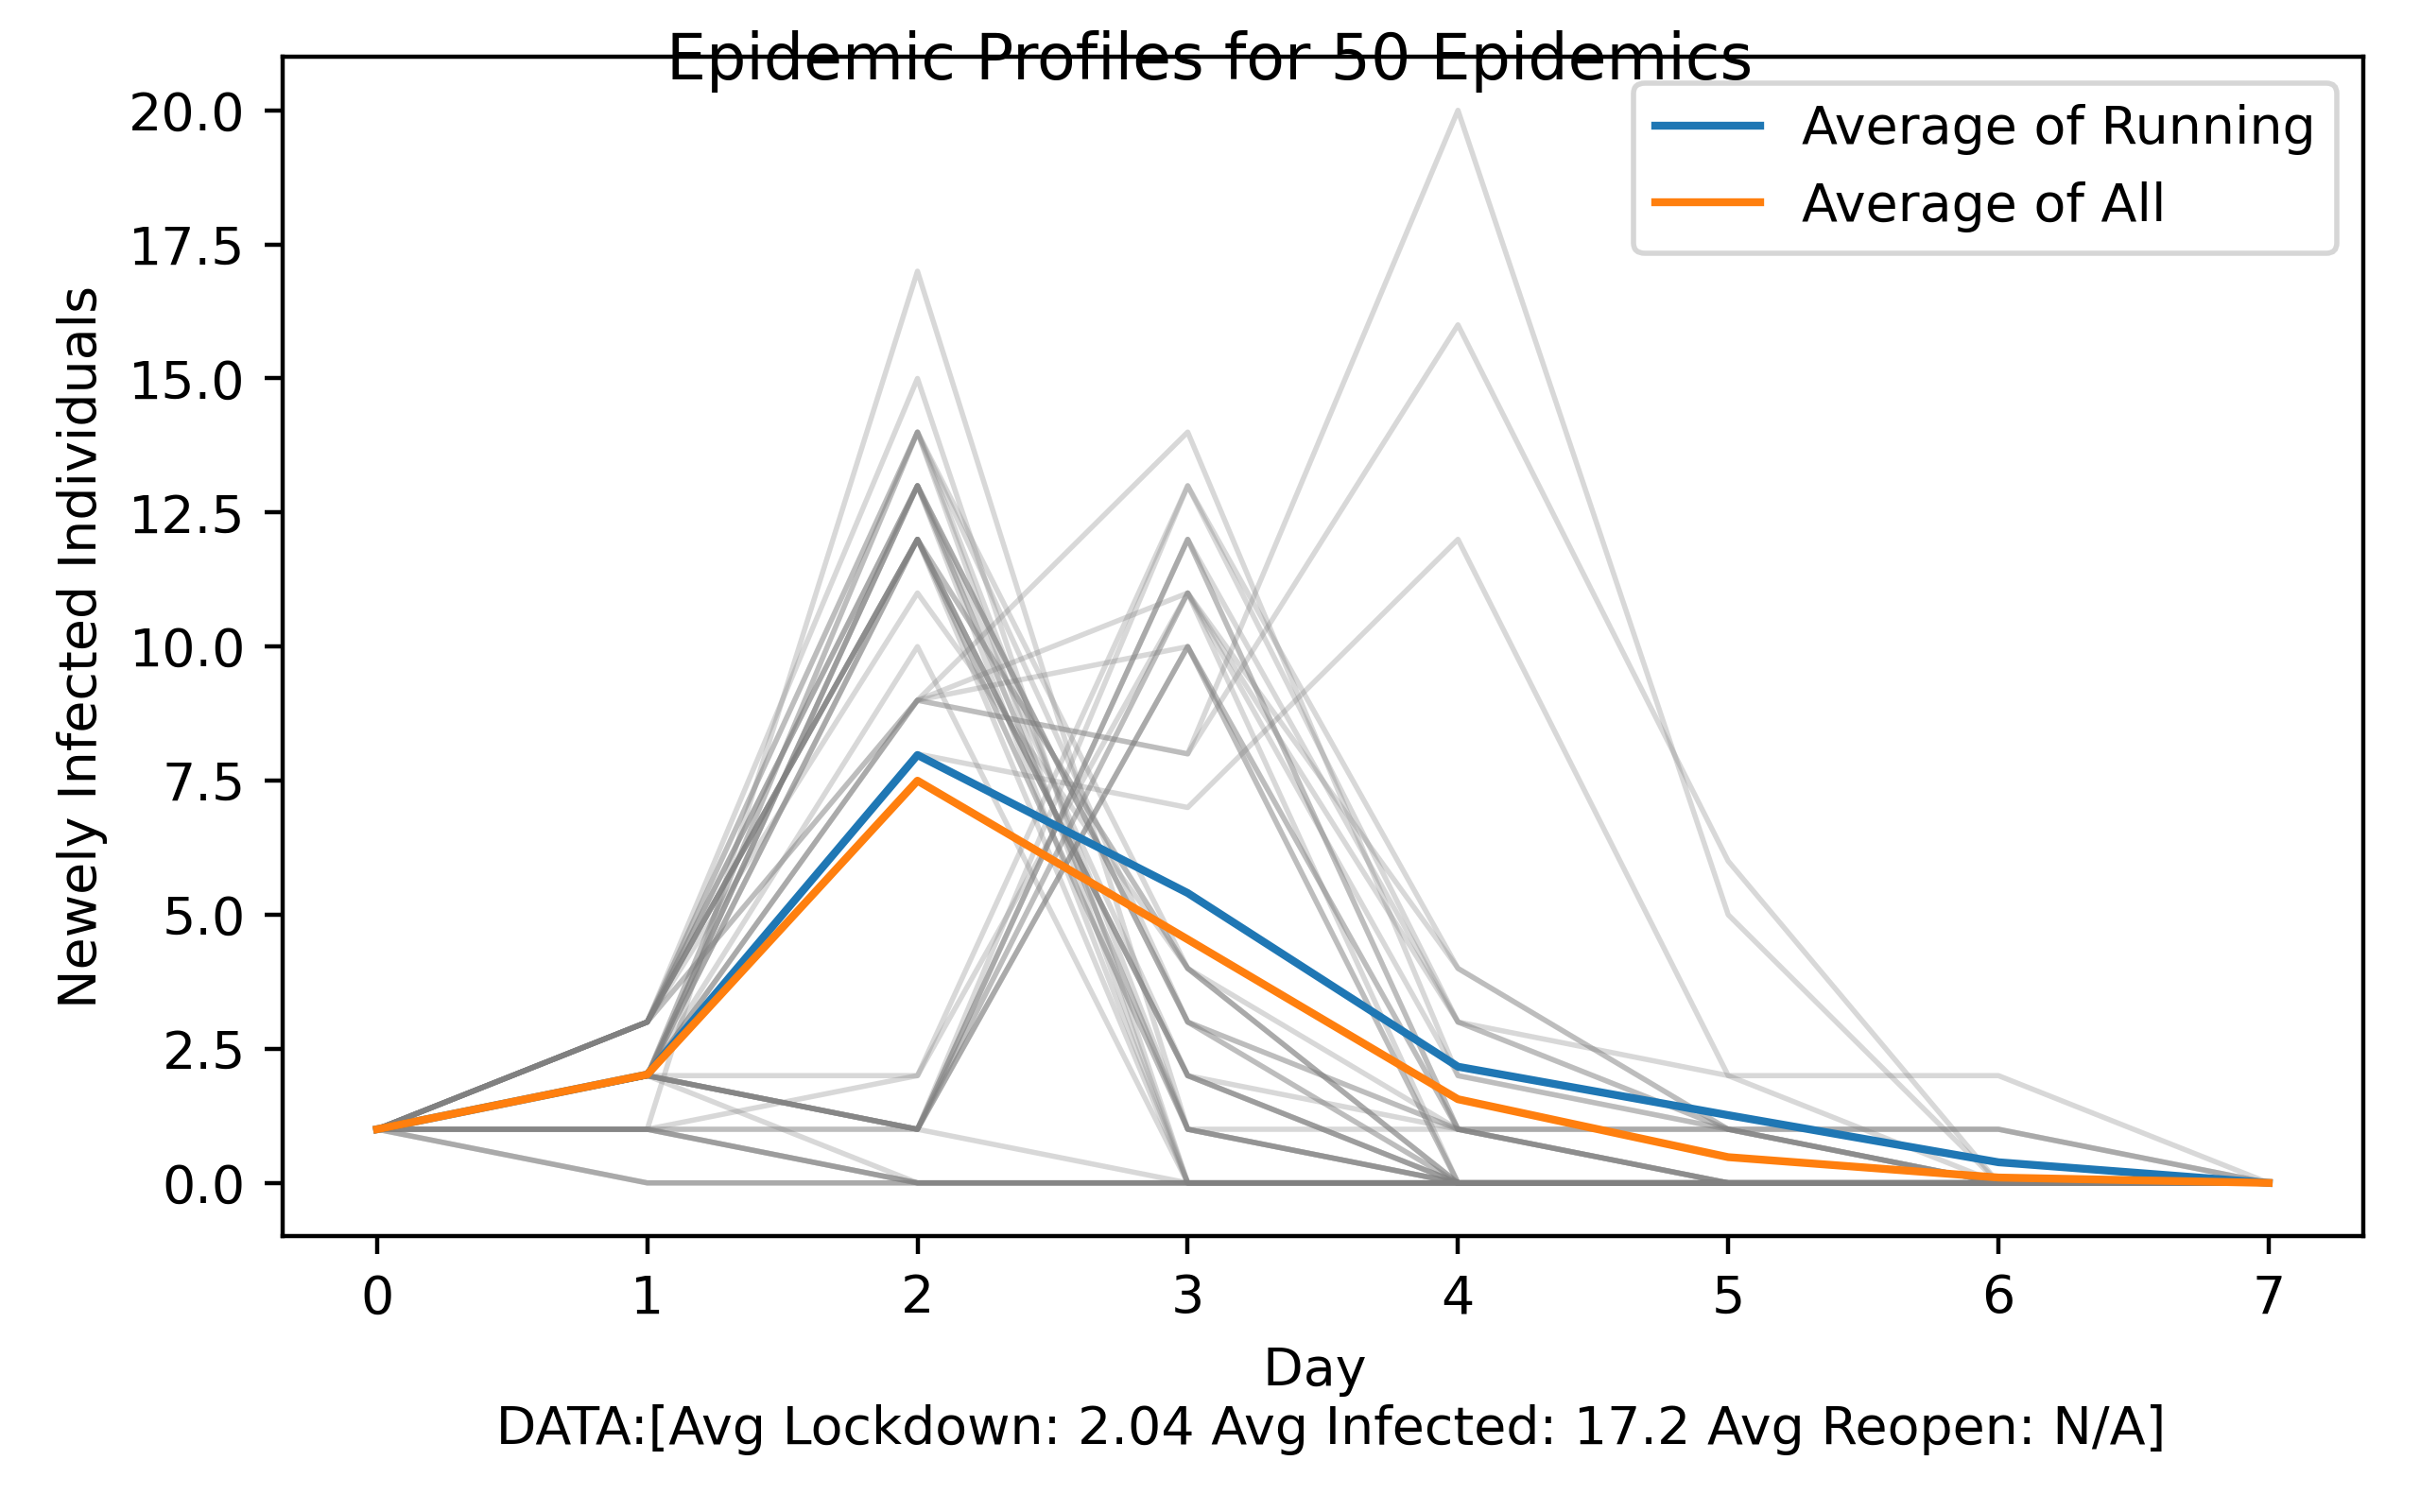 Epidemic Profiles for 50 Epidemics
Average of Running
Average of All
Newely Infected Individuals
20.0
17.5
15.0
12.5
10.0
7.5
5.0
2.5
0.0
0 1 2 3 4 5 6 7
Day
DATA:[Avg Lockdown: 2.04 Avg Infected: 17.2 Avg Reopen: N/A]